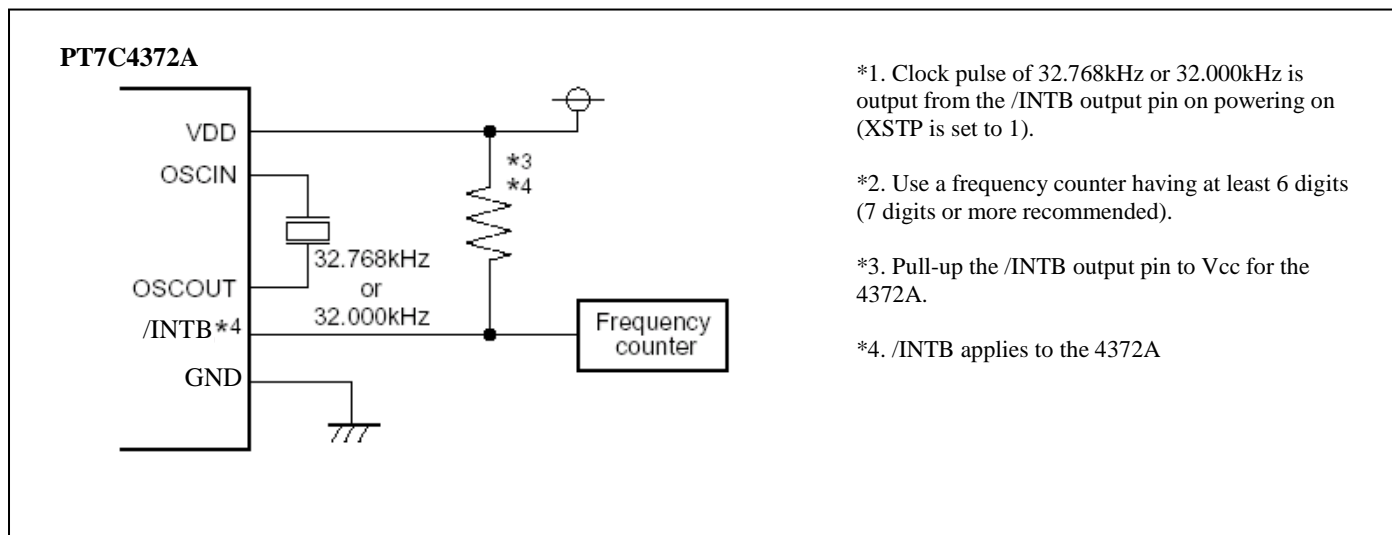 PT7C4372A
VDD
OSCIN
OSCOUT
/INTB*4
GND
32.768kHz
or
32.000kHz
*3
*4
Frequency
counter
*1. Clock pulse of 32.768kHz or 32.000kHz is
output from the /INTB output pin on powering on
(XSTP is set to 1).
*2. Use a frequency counter having at least 6 digits
(7 digits or more recommended).
*3. Pull-up the /INTB output pin to Vcc for the
4372A.
*4. /INTB applies to the 4372A